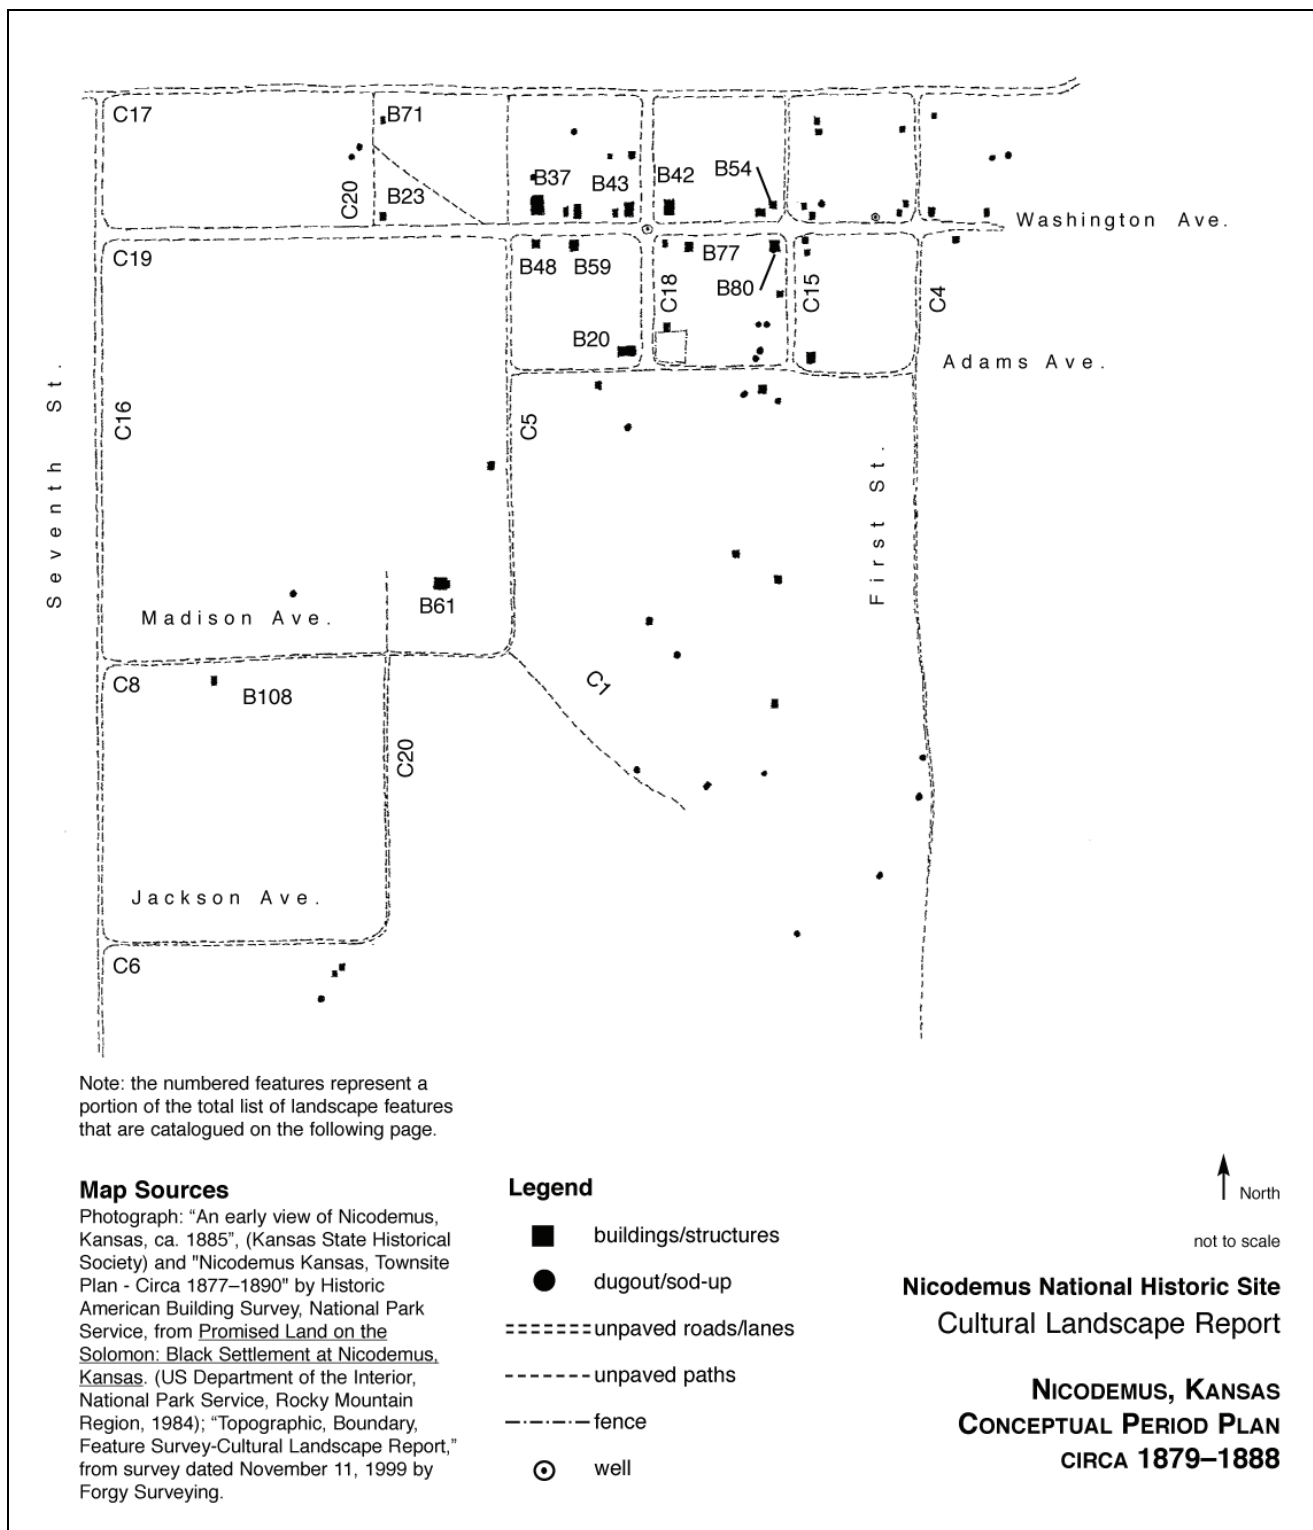 C17
B71
B37
B43
B42
B54
C20
B23
Washington Ave.
C19
B48
B59
C18
B77
B80
C15
C4
B20
Adams Ave.
Seventh St.
C16
C5
First St.
B61
Madison Ave.
C8
B108
C1
C20
Jackson Ave.
C6
Note: the numbered features represent a
portion of the total list of landscape features
that are catalogued on the following page.
Map Sources
Photograph: “An early view of Nicodemus,
Kansas, ca. 1885”, (Kansas State Historical
Society) and "Nicodemus Kansas, Townsite
Plan - Circa 1877–1890" by Historic
American Building Survey, National Park
Service, from Promised Land on the
Solomon: Black Settlement at Nicodemus,
Kansas. (US Department of the Interior,
National Park Service, Rocky Mountain
Region, 1984); “Topographic, Boundary,
Feature Survey-Cultural Landscape Report,”
from survey dated November 11, 1999 by
Forgy Surveying.
Legend
buildings/structures
dugout/sod-up
unpaved roads/lanes
unpaved paths
fence
well
North
not to scale
Nicodemus National Historic Site
Cultural Landscape Report
NICODEMUS, KANSAS
CONCEPTUAL PERIOD PLAN
CIRCA 1879–1888